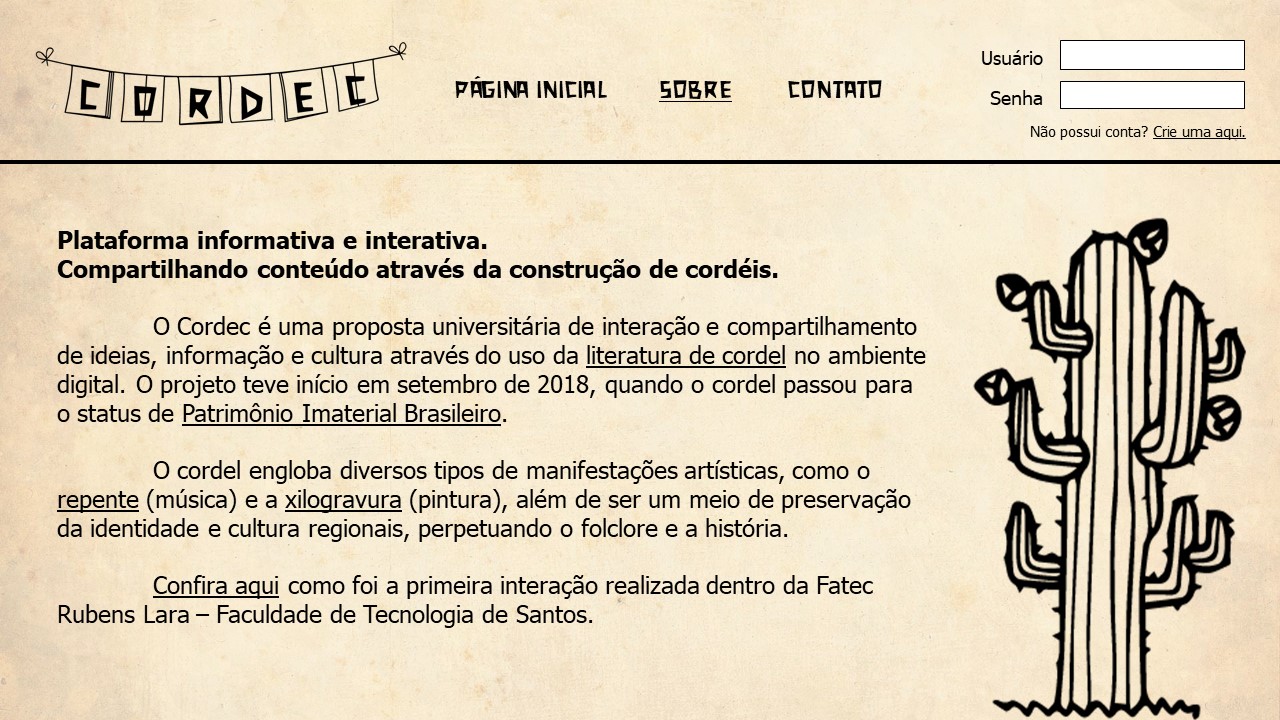 CORDEC
PÁGINA INICIAL
SOBRE
CONTATO
Usuário
Senha
Não possui conta? Crie uma aqui.
Plataforma informativa e interativa.
Compartilhando conteúdo através da construção de cordéis.
O Cordec é uma proposta universitária de interação e compartilhamento
de ideias, informação e cultura através do uso da literatura de cordel no ambiente
digital. O projeto teve início em setembro de 2018, quando o cordel passou para
o status de Patrimônio Imaterial Brasileiro.
O cordel engloba diversos tipos de manifestações artísticas, como o
repente (música) e a xilogravura (pintura), além de ser um meio de preservação
da identidade e cultura regionais, perpetuando o folclore e a história.
Confira aqui como foi a primeira interação realizada dentro da Fatec
Rubens Lara – Faculdade de Tecnologia de Santos.